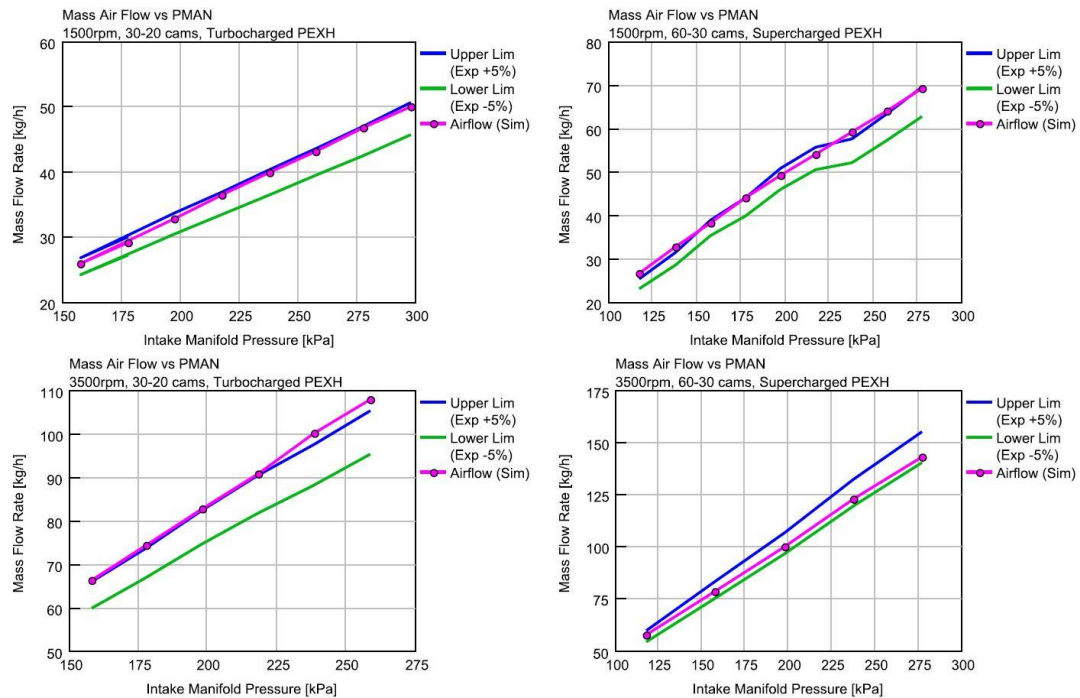 Mass Air Flow vs PMAN
1500rpm, 30-20 cams, Turbocharged PEXH
60
50
40
30
20
Mass Flow Rate [kg/h]
150
175
200
225
250
275
300
Intake Manifold Pressure [kPa]
Upper Lim
(Exp +5%)
Lower Lim
(Exp -5%)
Airflow (Sim)
Mass Air Flow vs PMAN
1500rpm, 60-30 cams, Supercharged PEXH
80
70
60
50
40
30
20
Mass Flow Rate [kg/h]
100
125
150
175
200
225
250
275
300
Intake Manifold Pressure [kPa]
Upper Lim
(Exp +5%)
Lower Lim
(Exp -5%)
Airflow (Sim)
Mass Air Flow vs PMAN
3500rpm, 30-20 cams, Turbocharged PEXH
110
100
90
80
70
60
50
Mass Flow Rate [kg/h]
150
175
200
225
250
275
Intake Manifold Pressure [kPa]
Upper Lim
(Exp +5%)
Lower Lim
(Exp -5%)
Airflow (Sim)
Mass Air Flow vs PMAN
3500rpm, 60-30 cams, Supercharged PEXH
175
150
125
100
75
50
Mass Flow Rate [kg/h]
100
125
150
175
200
225
250
275
300
Intake Manifold Pressure [kPa]
Upper Lim
(Exp +5%)
Lower Lim
(Exp -5%)
Airflow (Sim)